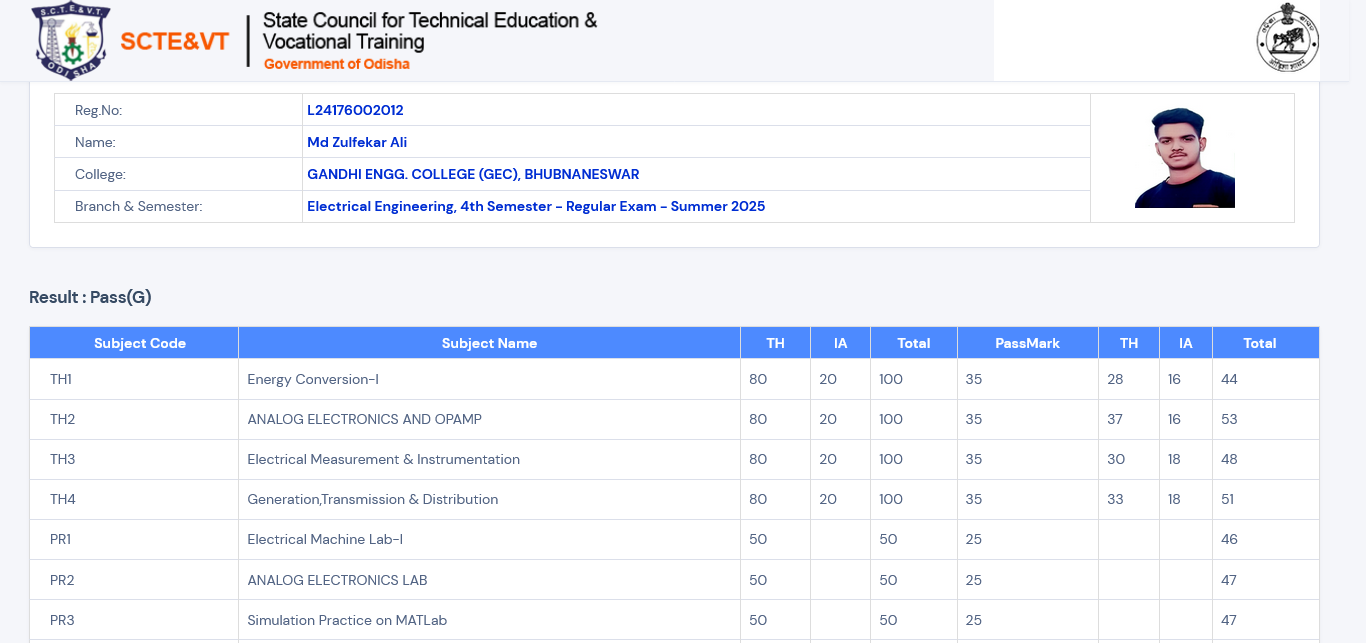 S.C.T.E.&V.T.
ODISHA
SCTE&VT
State Council for Technical Education &
Vocational Training
Government of Odisha
Reg.No: L24176002012
Name: Md Zulfekar Ali
College: GANDHI ENGG. COLLEGE (GEC), BHUBNANESWAR
Branch & Semester: Electrical Engineering, 4th Semester - Regular Exam - Summer 2025
Result : Pass(G)
Subject Code Subject Name TH IA Total PassMark TH IA Total
TH1 Energy Conversion-I 80 20 100 35 28 16 44
TH2 ANALOG ELECTRONICS AND OPAMP 80 20 100 35 37 16 53
TH3 Electrical Measurement & Instrumentation 80 20 100 35 30 18 48
TH4 Generation,Transmission & Distribution 80 20 100 35 33 18 51
PR1 Electrical Machine Lab-I 50 50 25 46
PR2 ANALOG ELECTRONICS LAB 50 50 25 47
PR3 Simulation Practice on MATLab 50 50 25 47